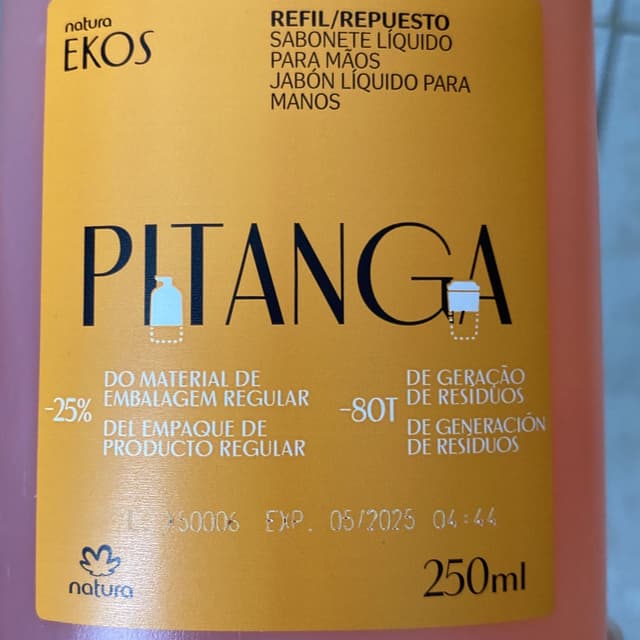 natura
EKOS
REFIL/REPUESTO
SABONETE LÍQUIDO
PARA MÃOS
JABÓN LÍQUIDO PARA
MANOS
PITANGA
-25%
DO MATERIAL DE
EMBALAGEM REGULAR
DEL EMPAQUE DE
PRODUCTO REGULAR
-80T
DE GERAÇÃO
DE RESÍDUOS
DE GENERACIÓN
DE RESIDUOS
EXP. 05/2025 04:44
natura
250ml